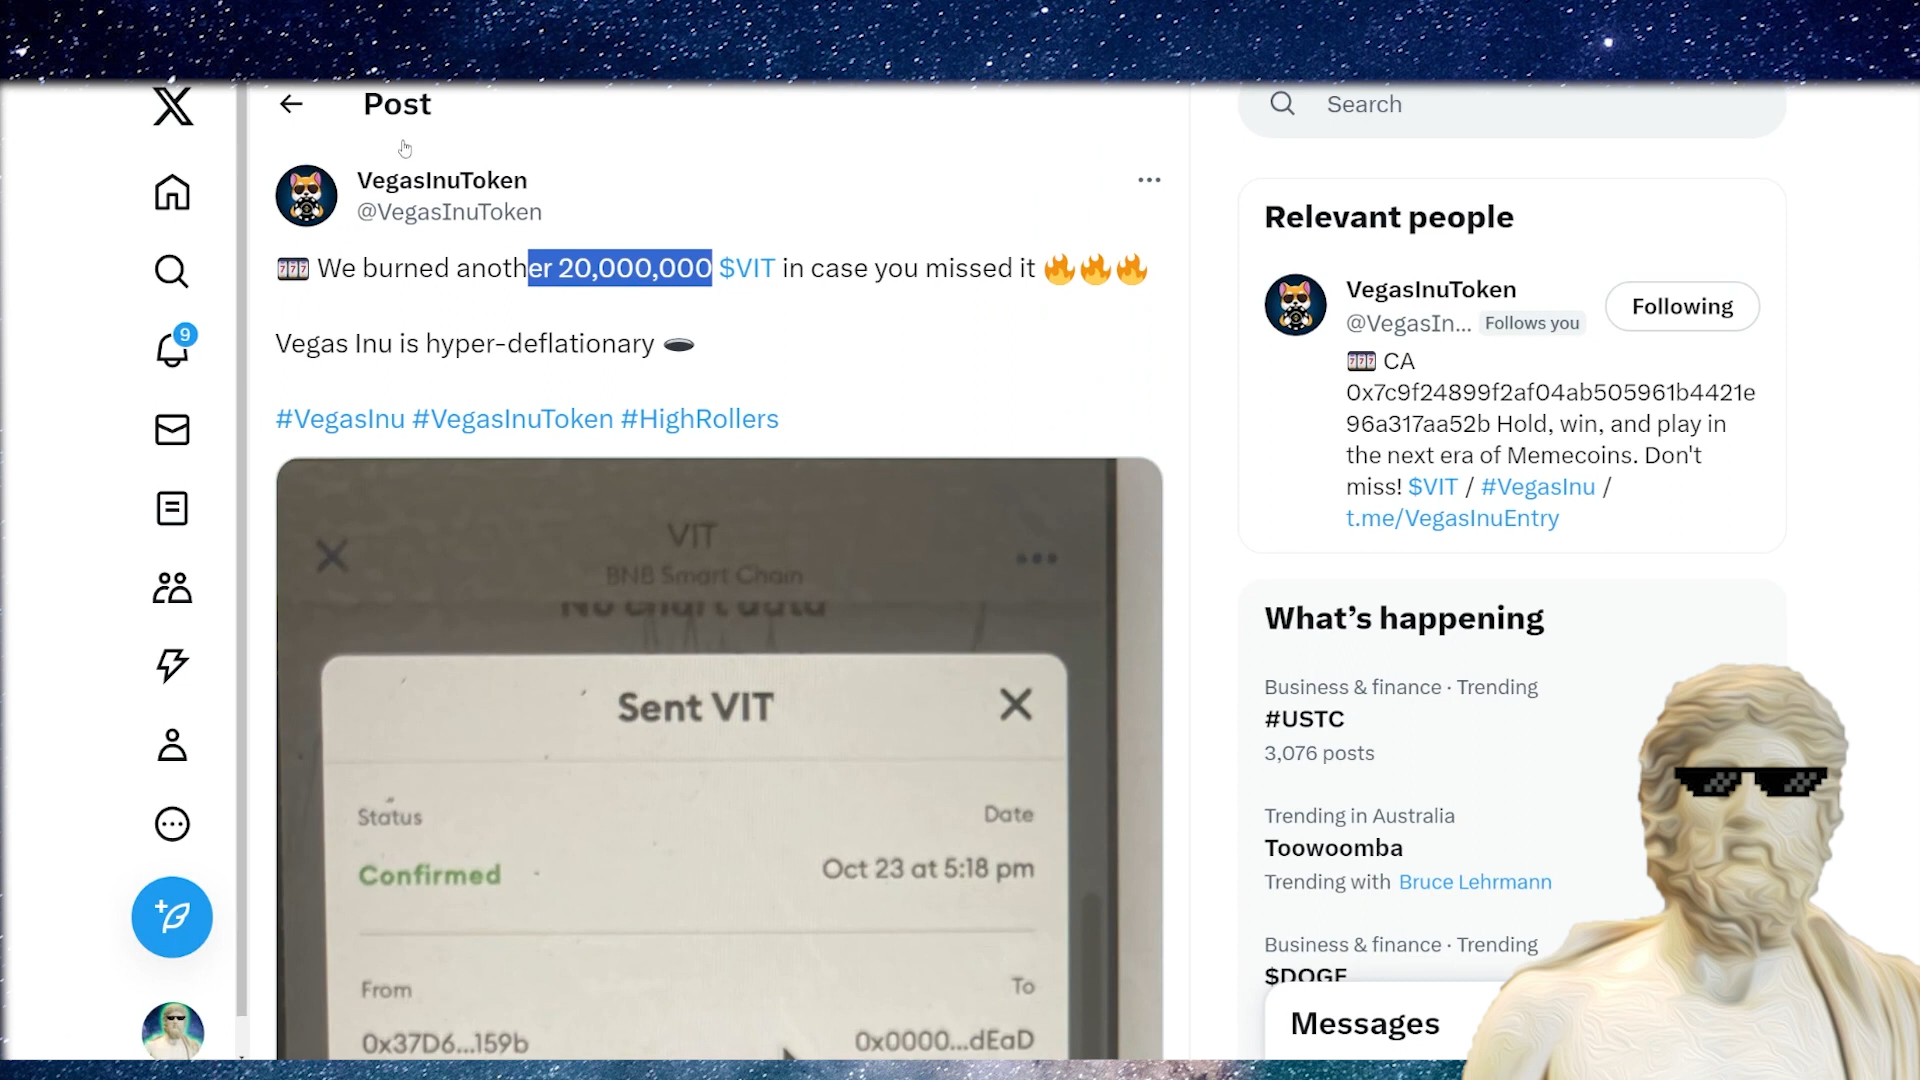 Post
Search
VegasInuToken
@VegasInuToken
We burned another 20,000,000 $VIT in case you missed it
Vegas Inu is hyper-deflationary
#VegasInu #VegasInuToken #HighRollers
VIT
BNB Smart Chain
No chart data
Sent VIT
Status
Date
Confirmed
Oct 23 at 5:18 pm
From
To
0x37D6...159b
0x0000...dEaD
9
Relevant people
VegasInuToken
Following
@VegasIn... Follows you
777 CA
0x7c9f24899f2af04ab505961b4421e
96a317aa52b Hold, win, and play in
the next era of Memecoins. Don't
miss! $VIT / #VegasInu /
t.me/VegasInuEntry
What's happening
Business & finance · Trending
#USTC
3,076 posts
Trending in Australia
Toowoomba
Trending with Bruce Lehrmann
Business & finance · Trending
$DOGE
Messages